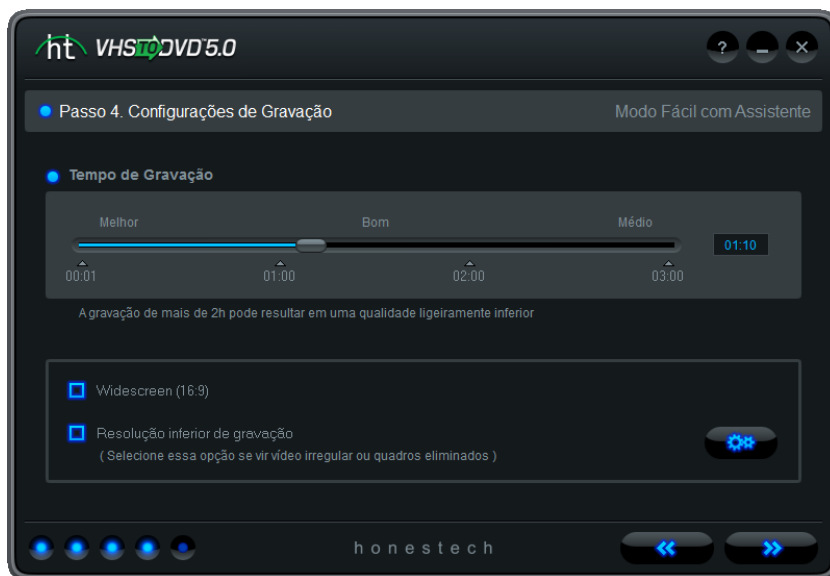 ht VHSTODVD™5.0
?
Passo 4. Configurações de Gravação
Modo Fácil com Assistente
Tempo de Gravação
Melhor Bom Médio
01:10
00:01 01:00 02:00 03:00
A gravação de mais de 2h pode resultar em uma qualidade ligeiramente inferior
Widescreen (16:9)
Resolução inferior de gravação
( Selecione essa opção se vir vídeo irregular ou quadros eliminados )
honestech